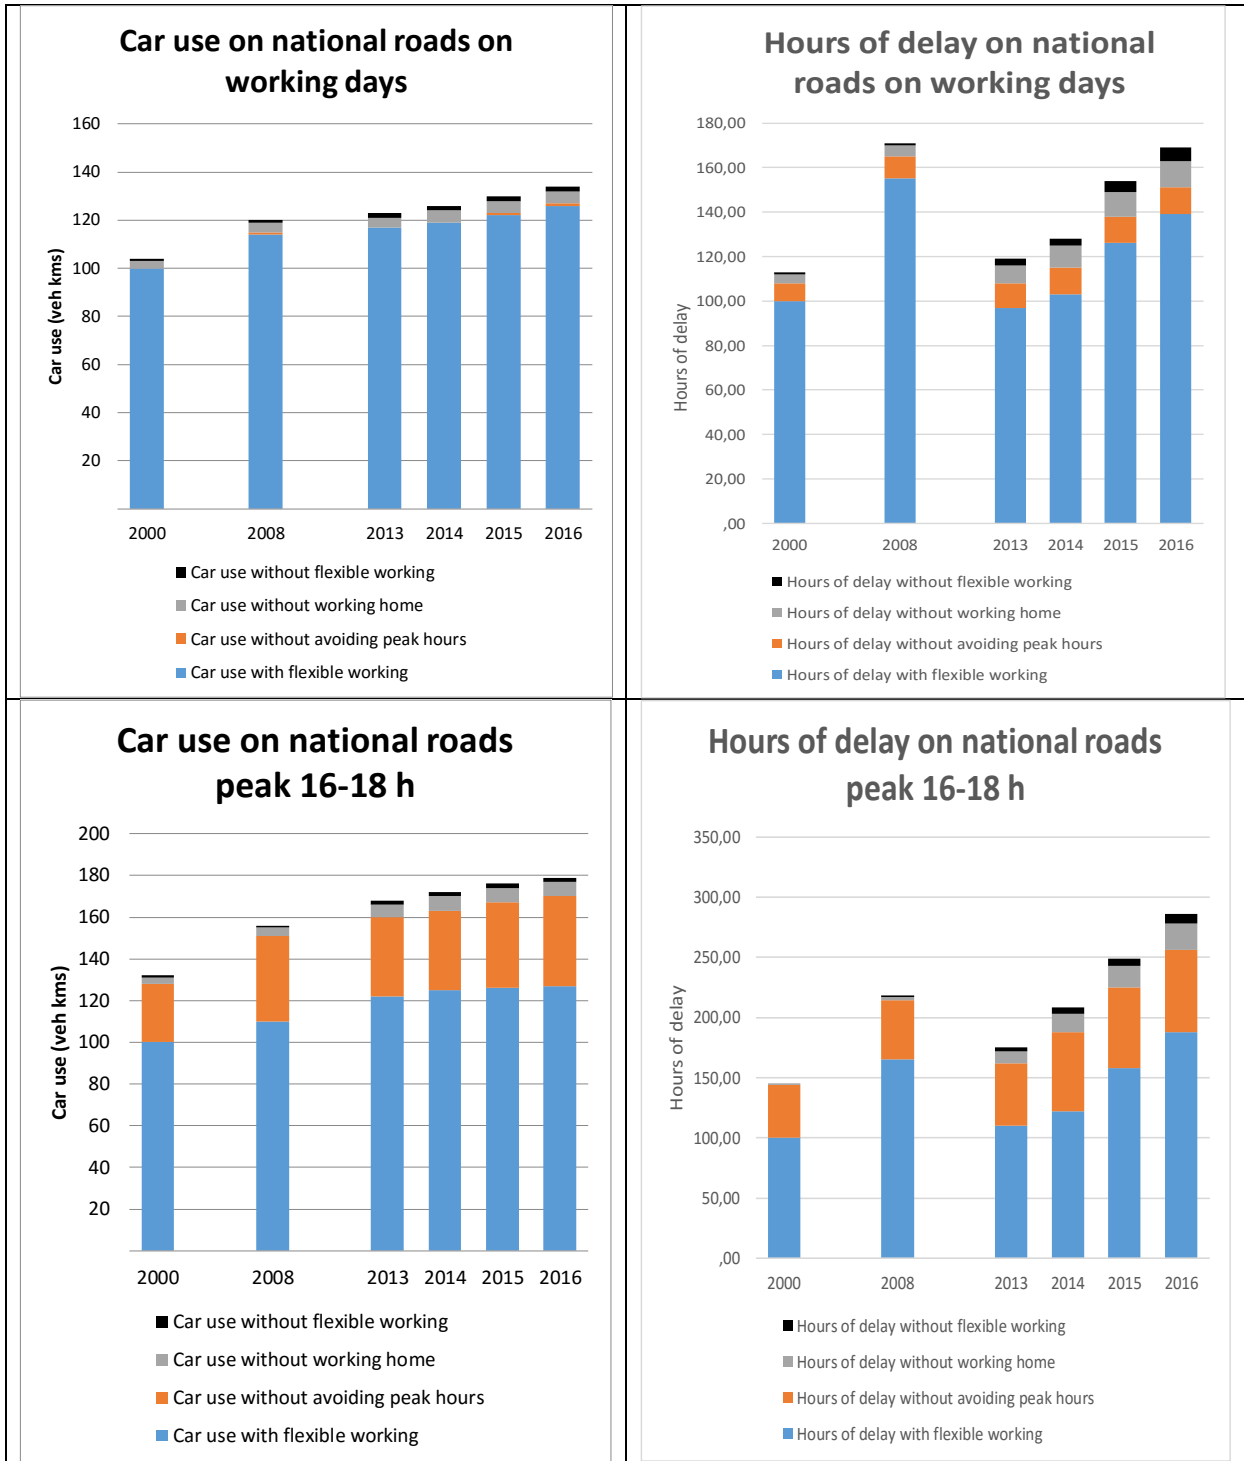 Car use on national roads on
working days
Car use (veh kms)
160
140
120
100
80
60
40
20
2000 2008 2013 2014 2015 2016
Car use without flexible working
Car use without working home
Car use without avoiding peak hours
Car use with flexible working
Hours of delay on national
roads on working days
Hours of delay
180,00
160,00
140,00
120,00
100,00
80,00
60,00
40,00
20,00
,00
2000 2008 2013 2014 2015 2016
Hours of delay without flexible working
Hours of delay without working home
Hours of delay without avoiding peak hours
Hours of delay with flexible working
Car use on national roads
peak 16-18 h
Car use (veh kms)
200
180
160
140
120
100
80
60
40
20
2000 2008 2013 2014 2015 2016
Car use without flexible working
Car use without working home
Car use without avoiding peak hours
Car use with flexible working
Hours of delay on national roads
peak 16-18 h
Hours of delay
350,00
300,00
250,00
200,00
150,00
100,00
50,00
,00
2000 2008 2013 2014 2015 2016
Hours of delay without flexible working
Hours of delay without working home
Hours of delay without avoiding peak hours
Hours of delay with flexible working